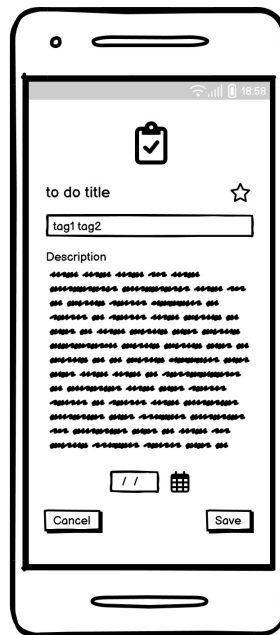 18:58
to do title
tag1 tag2
Description
/ /
Cancel
Save